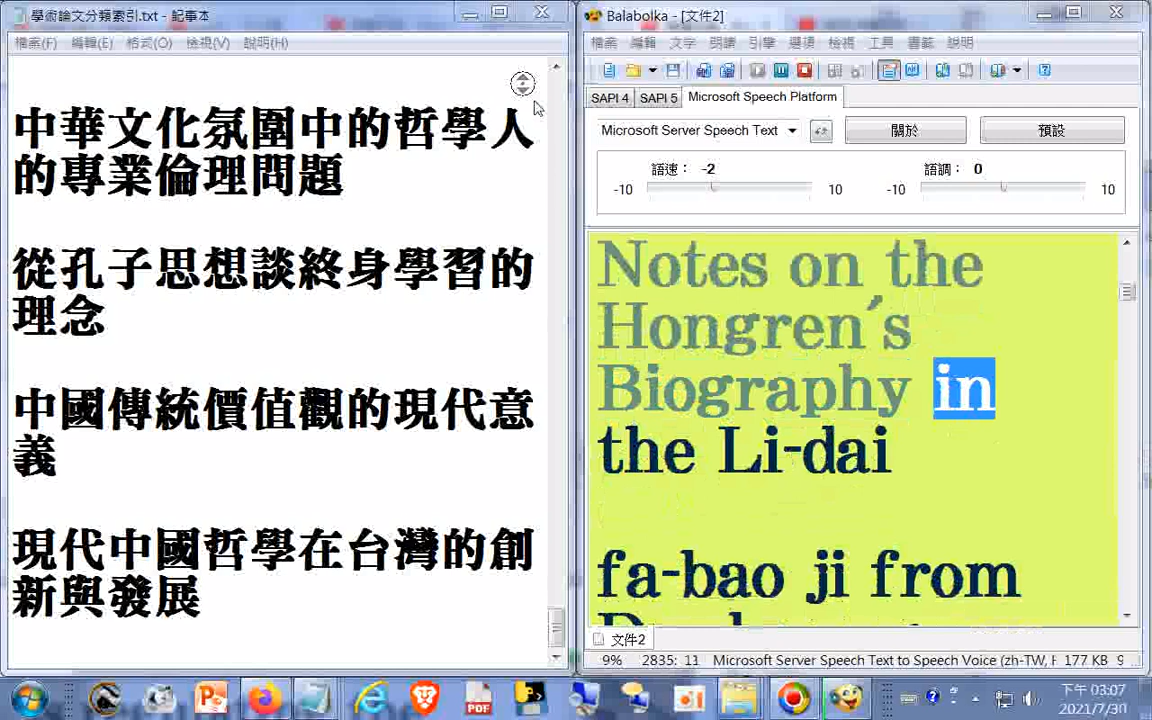 學術論文分類索引.txt - 記事本
檔案(F) 編輯(E) 格式(O) 檢視(V) 說明(H)
中華文化氛圍中的哲學人
的專業倫理問題
從孔子思想談終身學習的
理念
中國傳統價值觀的現代意
義
現代中國哲學在台灣的創
新與發展
Balabolka - [文件2]
檔案 編輯 文字 朗讀 引擎 選項 檢視 工具 書籤 說明
SAPI 4 SAPI 5 Microsoft Speech Platform
Microsoft Server Speech Text 關於 預設
語速： -2 語調： 0
-10 10 -10 10
Notes on the
Hongren's
Biography in
the Li-dai
fa-bao ji from
文件2
9% 2835: 11 Microsoft Server Speech Text to Speech Voice (zh-TW, 177 KB 9
PDF
下午 03:07
2021/7/30